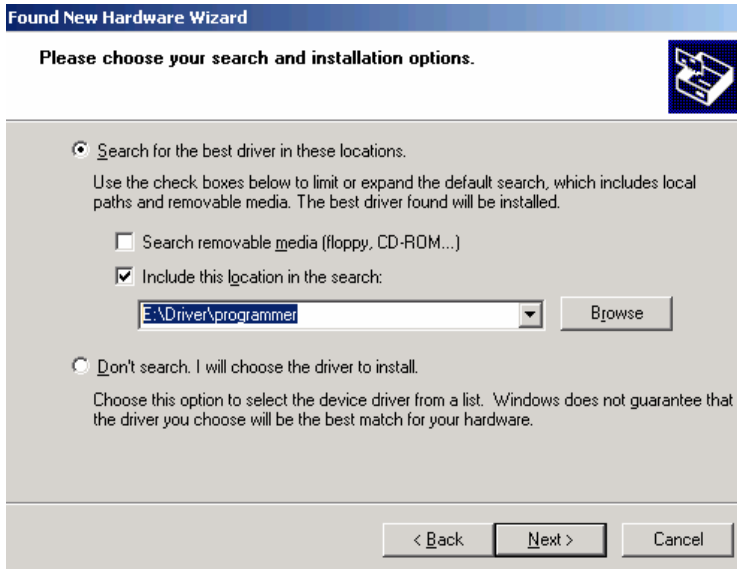 Found New Hardware Wizard
Please choose your search and installation options.
Search for the best driver in these locations.
Use the check boxes below to limit or expand the default search, which includes local
paths and removable media. The best driver found will be installed.
Search removable media (floppy, CD-ROM...)
Include this location in the search:
E:\Driver\programmer
Browse
Don't search. I will choose the driver to install.
Choose this option to select the device driver from a list. Windows does not guarantee that
the driver you choose will be the best match for your hardware.
< Back
Next >
Cancel